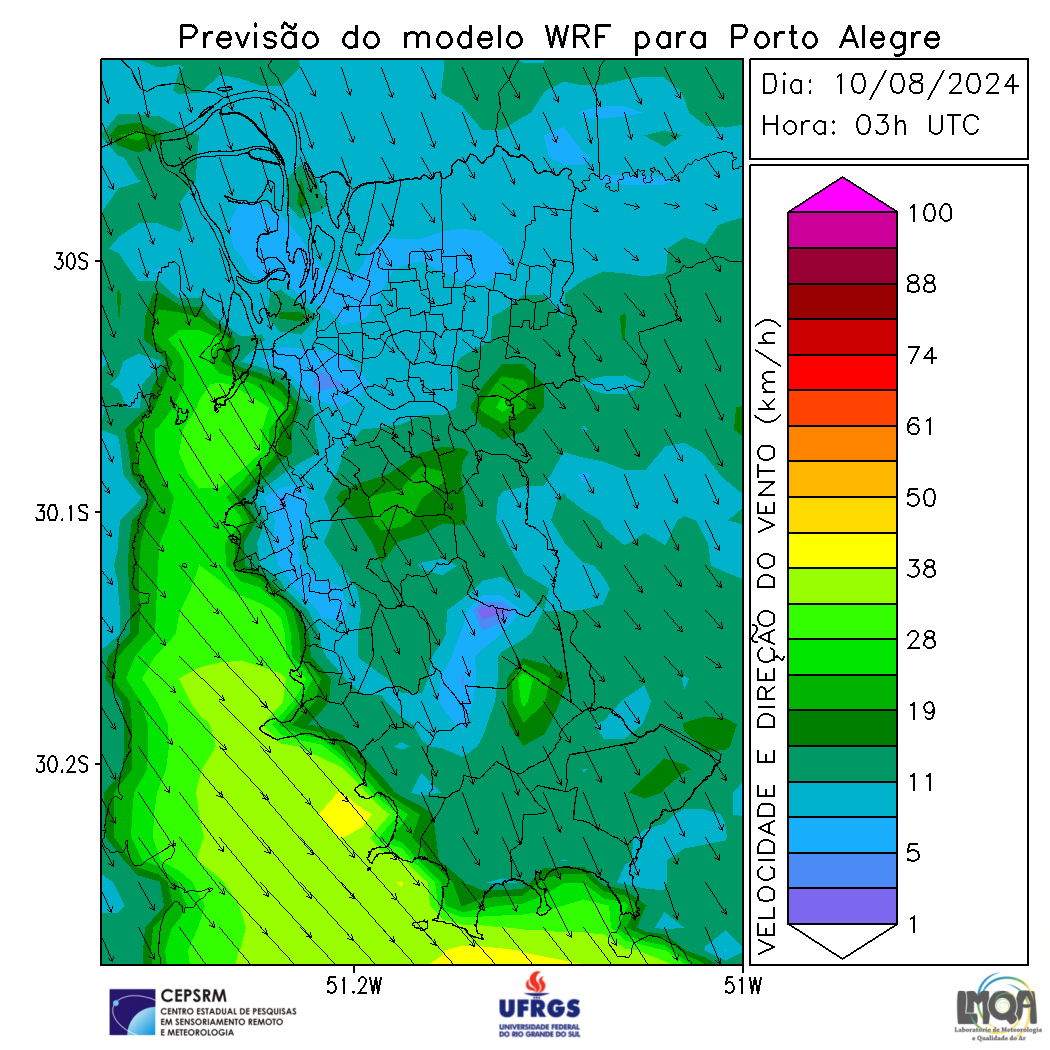 Previsão do modelo WRF para Porto Alegre
Dia: 10/08/2024
Hora: 03h UTC
30S
30.1S
30.2S
51.2W
51W
VELOCIDADE E DIREÇÃO DO VENTO (km/h)
100
88
74
61
50
38
28
19
11
5
1
CEPSRM
CENTRO ESTADUAL DE PESQUISAS
EM SENSORIAMENTO REMOTO
E METEOROLOGIA
UFRGS
UNIVERSIDADE FEDERAL
DO RIO GRANDE DO SUL
LMQA
Laboratório de Meteorologia
e Qualidade do Ar